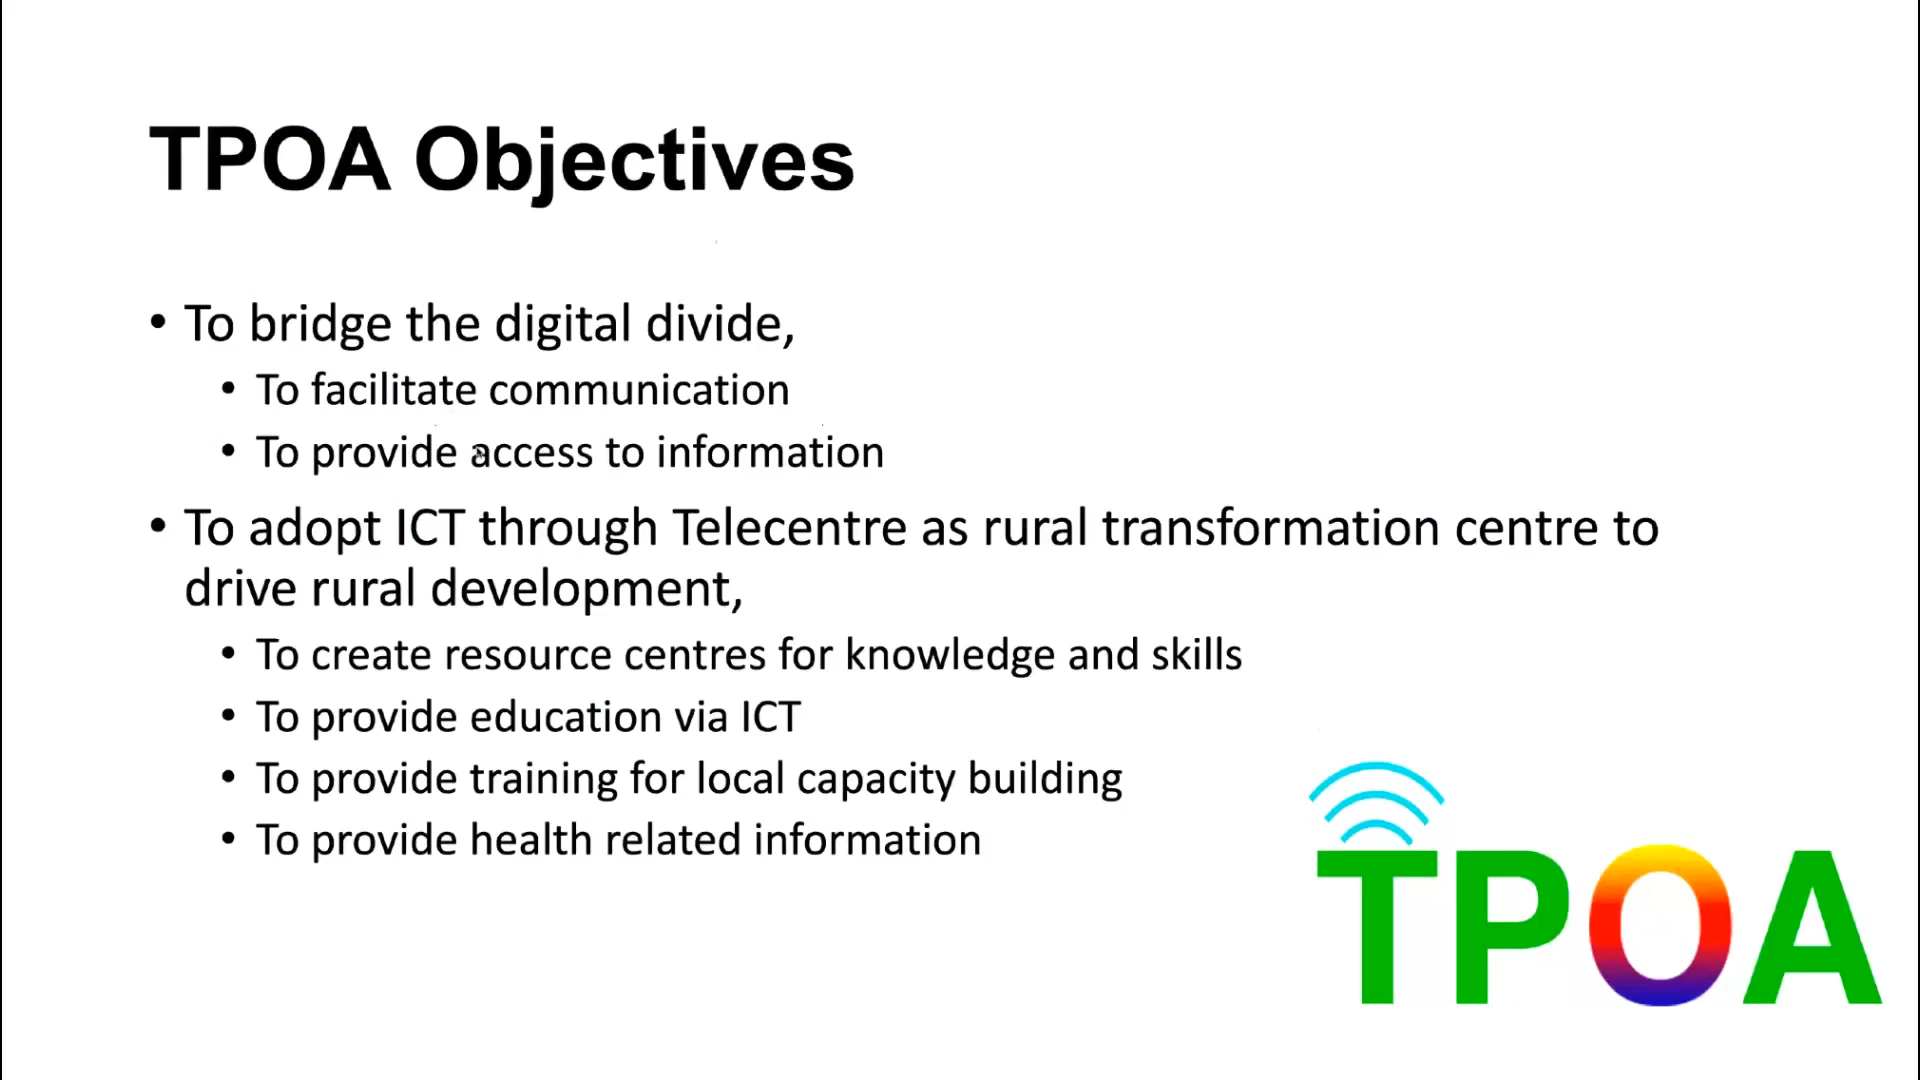 TPOA Objectives
• To bridge the digital divide,
• To facilitate communication
• To provide access to information
• To adopt ICT through Telecentre as rural transformation centre to
drive rural development,
• To create resource centres for knowledge and skills
• To provide education via ICT
• To provide training for local capacity building
• To provide health related information
TPOA